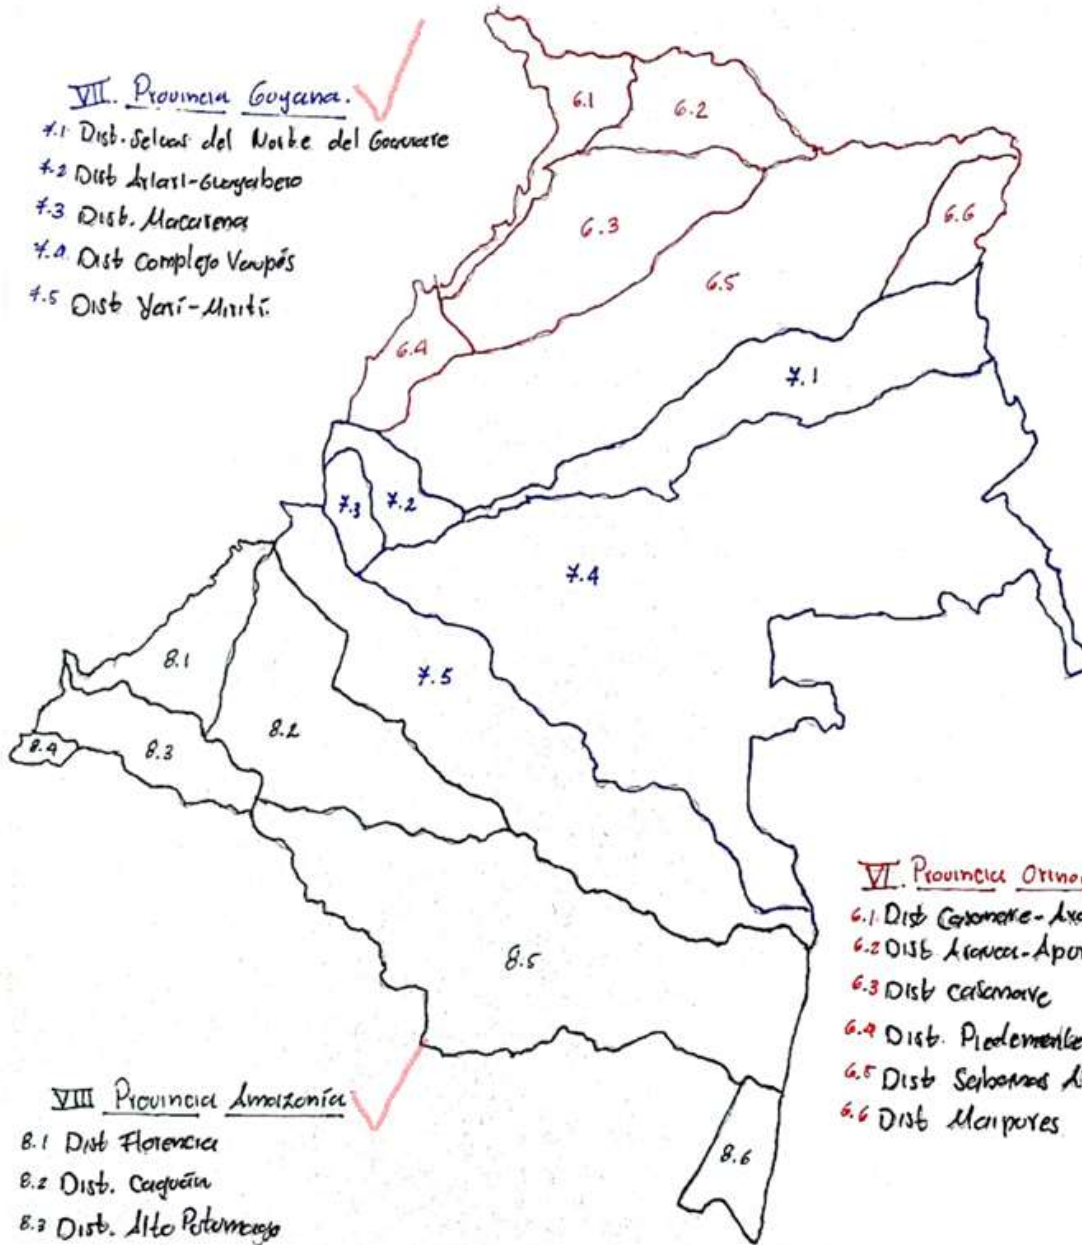 VII. Provincia Guyana.
7.1 Dist. Selvas del Norte del Guaviare
7.2 Dist Ariari-Guayabero
7.3 Dist. Macarena
7.4. Dist Complejo Vaupés
7.5 Dist Yarí-Mirití.
6.1
6.2
6.3
6.6
6.5
6.4
7.1
7.3
7.2
7.4
8.1
7.5
8.2
8.4
8.3
8.5
8.6
VI. Provincia
6.1. Dist Casanare-
6.2 Dist Arauca-
6.3 Dist Casanare
6.4 Dist.
6.5 Dist Sabanas
6.6 Dist Maipures
VIII Provincia Amazonía
8.1 Dist Florencia
8.2 Dist. Caguán
8.3 Dist. Alto Putumayo